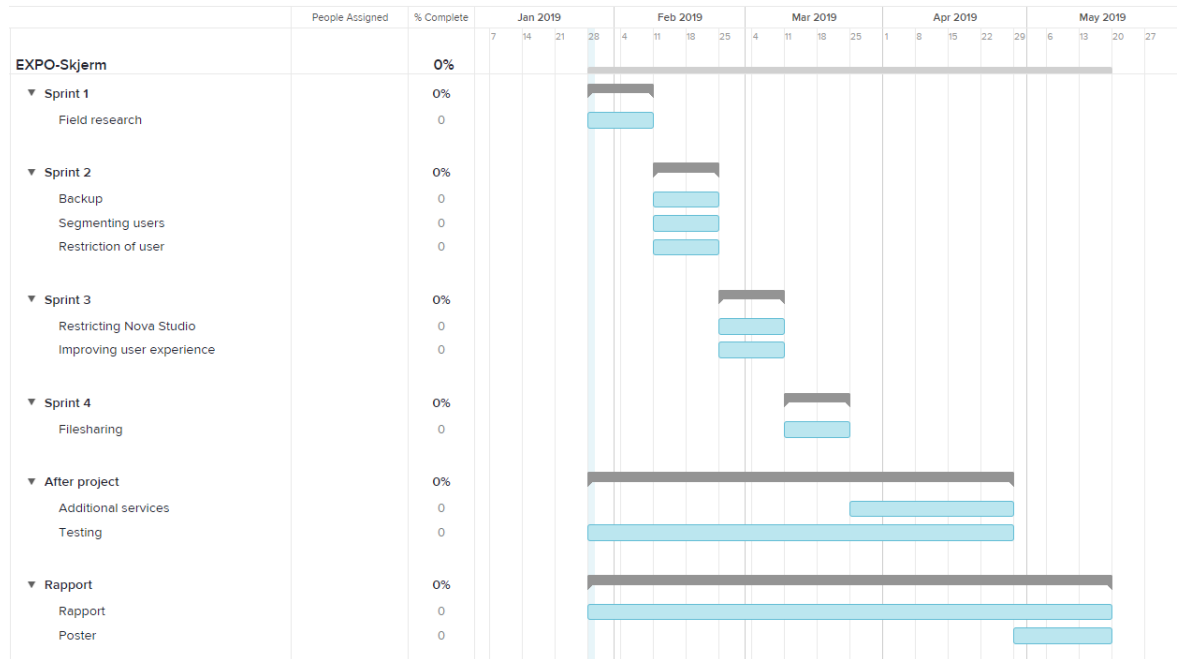 People Assigned % Complete Jan 2019 Feb 2019 Mar 2019 Apr 2019 May 2019
7 14 21 28 4 11 18 25 4 11 18 25 1 8 15 22 29 6 13 20 27
EXPO-Skjerm 0%
Sprint 1 0%
Field research 0
Sprint 2 0%
Backup 0
Segmenting users 0
Restriction of user 0
Sprint 3 0%
Restricting Nova Studio 0
Improving user experience 0
Sprint 4 0%
Filesharing 0
After project 0%
Additional services 0
Testing 0
Rapport 0%
Rapport 0
Poster 0